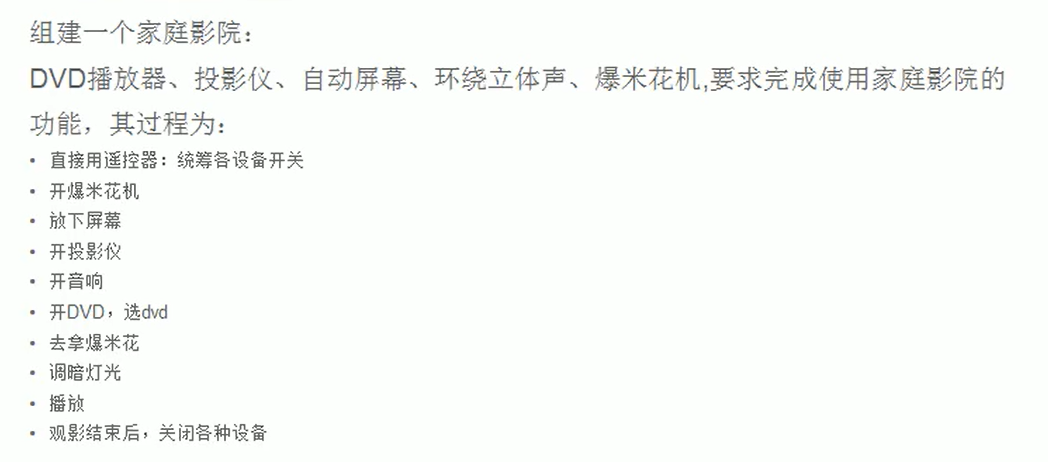 组建一个家庭影院：
DVD播放器、投影仪、自动屏幕、环绕立体声、爆米花机,要求完成使用家庭影院的
功能，其过程为：
• 直接用遥控器：统筹各设备开关
• 开爆米花机
• 放下屏幕
• 开投影仪
• 开音响
• 开DVD，选dvd
• 去拿爆米花
• 调暗灯光
• 播放
• 观影结束后，关闭各种设备